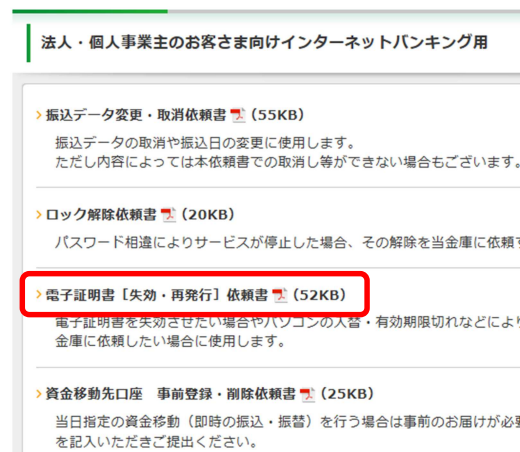 法人・個人事業主のお客さま向けインターネットバンキング用
振込データ変更・取消依頼書 (55KB)
振込データの取消や振込日の変更に使用します。
ただし内容によっては本依頼書での取消し等ができない場合もございます。
ロック解除依頼書 (20KB)
パスワード相違によりサービスが停止した場合、その解除を当金庫に依頼
電子証明書［失効・再発行］依頼書 (52KB)
電子証明書を失効させたい場合やパソコンの入替・有効期限切れなどによ
金庫に依頼したい場合に使用します。
資金移動先口座　事前登録・削除依頼書 (25KB)
当日指定の資金移動（即時の振込・振替）を行う場合は事前のお届けが必
を記入いただきご提出ください。